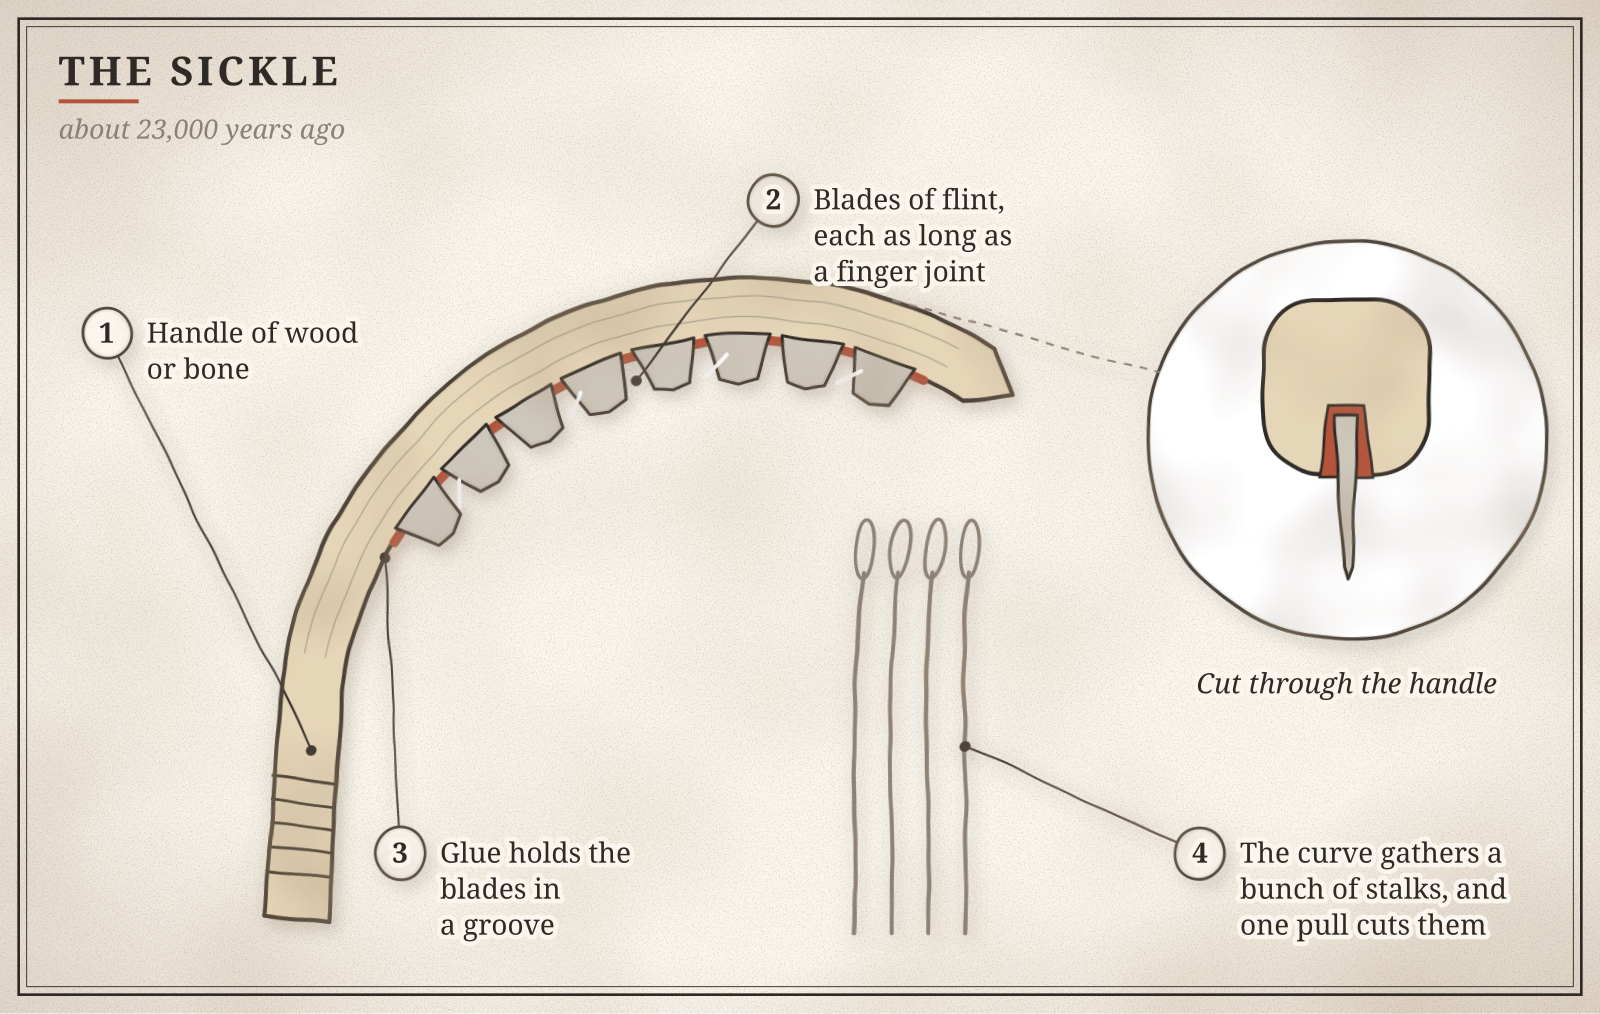 THE SICKLE
about 23,000 years ago
1
Handle of wood
or bone
2
Blades of flint,
each as long as
a finger joint
Cut through the handle
3
Glue holds the
blades in
a groove
4
The curve gathers a
bunch of stalks, and
one pull cuts them